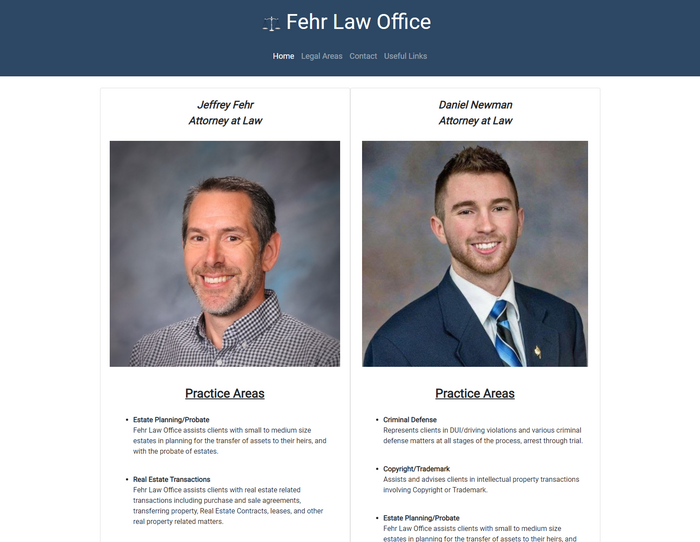 Fehr Law Office
Home Legal Areas Contact Useful Links
Jeffrey Fehr
Attorney at Law
Practice Areas
• Estate Planning/Probate
Fehr Law Office assists clients with small to medium size
estates in planning for the transfer of assets to their heirs, and
with the probate of estates.
• Real Estate Transactions
Fehr Law Office assists clients with real estate related
transactions including purchase and sale agreements,
transferring property, Real Estate Contracts, leases, and other
real property related matters.
Daniel Newman
Attorney at Law
Practice Areas
• Criminal Defense
Represents clients in DUI/driving violations and various criminal
defense matters at all stages of the process, arrest through trial.
• Copyright/Trademark
Assists and advises clients in intellectual property transactions
involving Copyright or Trademark.
• Estate Planning/Probate
Fehr Law Office assists clients with small to medium size
estates in planning for the transfer of assets to their heirs, and